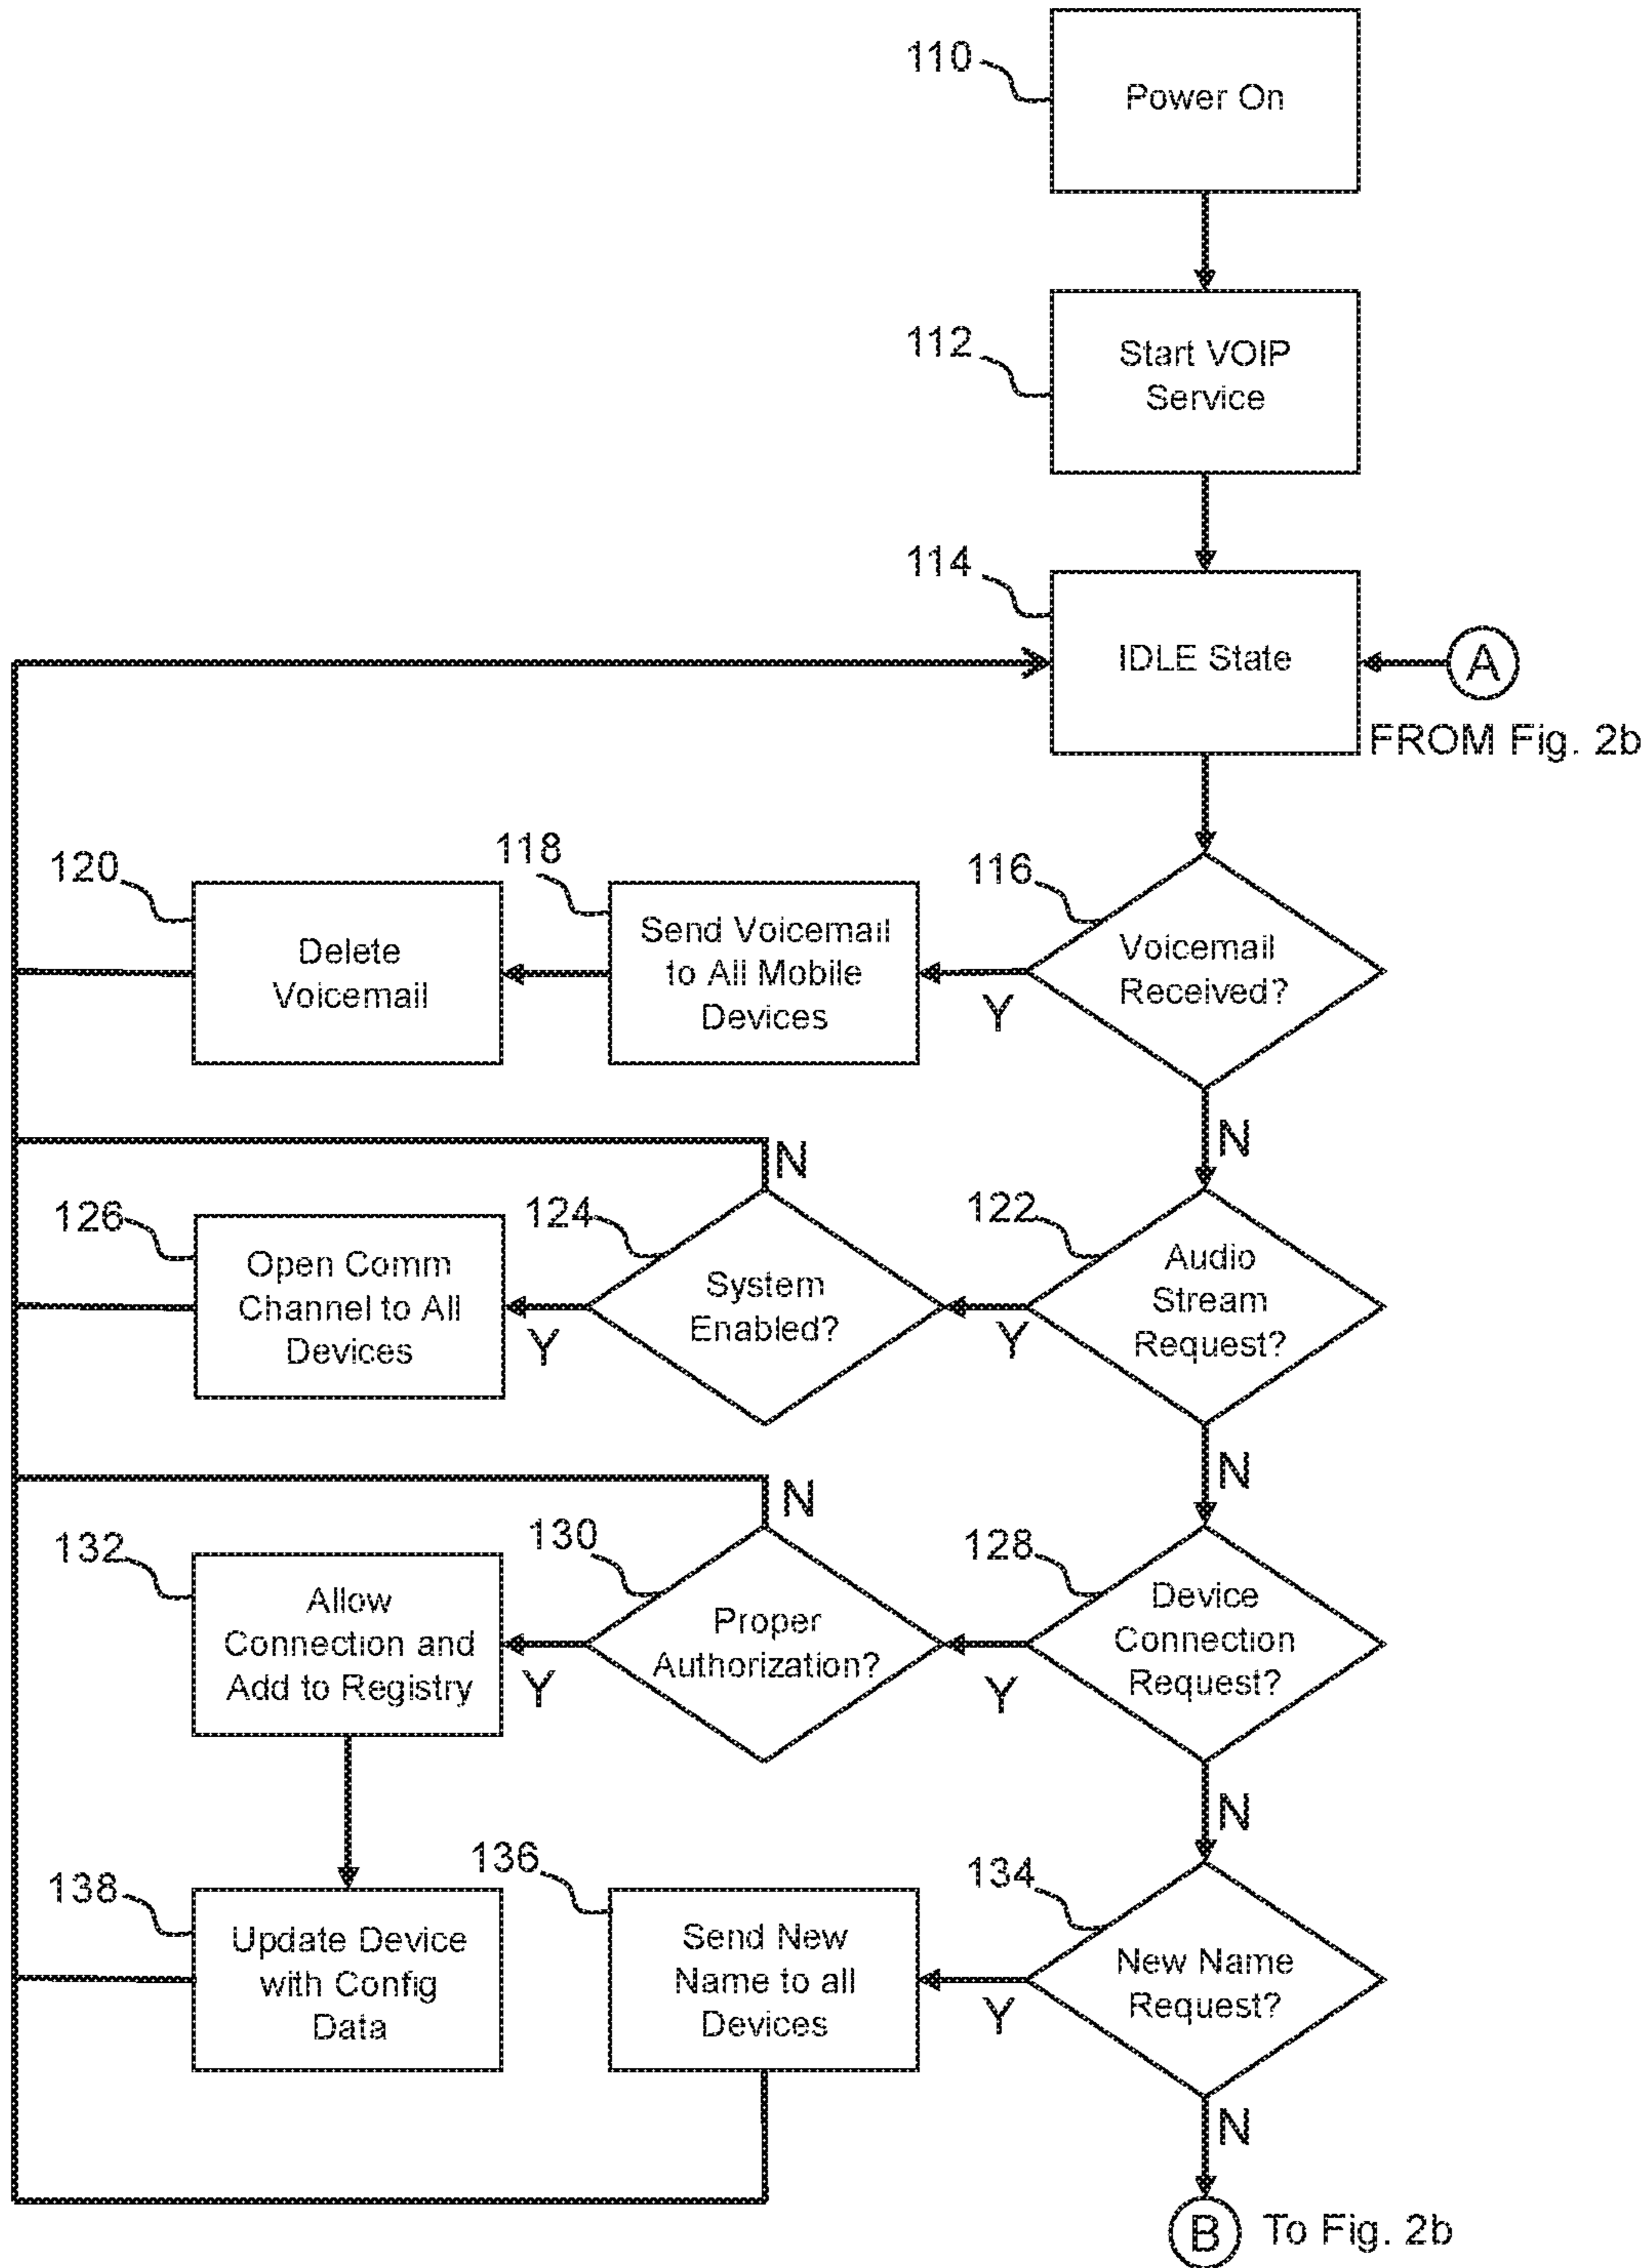 110
Power On
112
Start VOIP
Service
114
IDLE State
A
FROM Fig. 2b
120
Delete
Voicemail
118
Send Voicemail
to All Mobile
Devices
116
Voicemail
Received?
Y
N
N
126
Open Comm
Channel to All
Devices
124
System
Enabled?
122
Audio
Stream
Request?
Y
Y
N
N
132
Allow
Connection and
Add to Registry
130
Proper
Authorization?
128
Device
Connection
Request?
Y
Y
N
138
Update Device
with Config
Data
136
Send New
Name to all
Devices
134
New Name
Request?
Y
N
B
To Fig. 2b